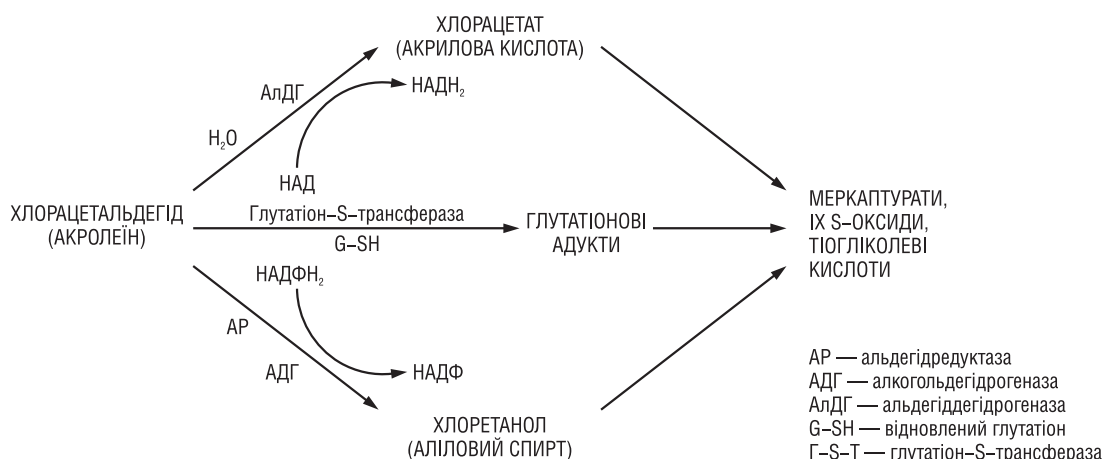 ХЛОРАЦЕТАТ
(АКРИЛОВА КИСЛОТА)
АлДГ
НАДН₂
Н₂О
НАД
ХЛОРАЦЕТАЛЬДЕГІД
(АКРОЛЕЇН)
Глутатіон–S–трансфераза
G–SH
ГЛУТАТІОНОВІ
АДУКТИ
МЕРКАПТУРАТИ,
ІХ S–ОКСИДИ,
ТІОГЛІКОЛЕВІ
КИСЛОТИ
НАДФН₂
АР
АДГ
НАДФ
ХЛОРЕТАНОЛ
(АЛІЛОВИЙ СПИРТ)
АР — альдегідредуктаза
АДГ — алкогольдегідрогеназа
АлДГ — альдегіддегідрогеназа
G–SH — відновлений глутатіон
Г–S–Т — глутатіон–S–трансфераза